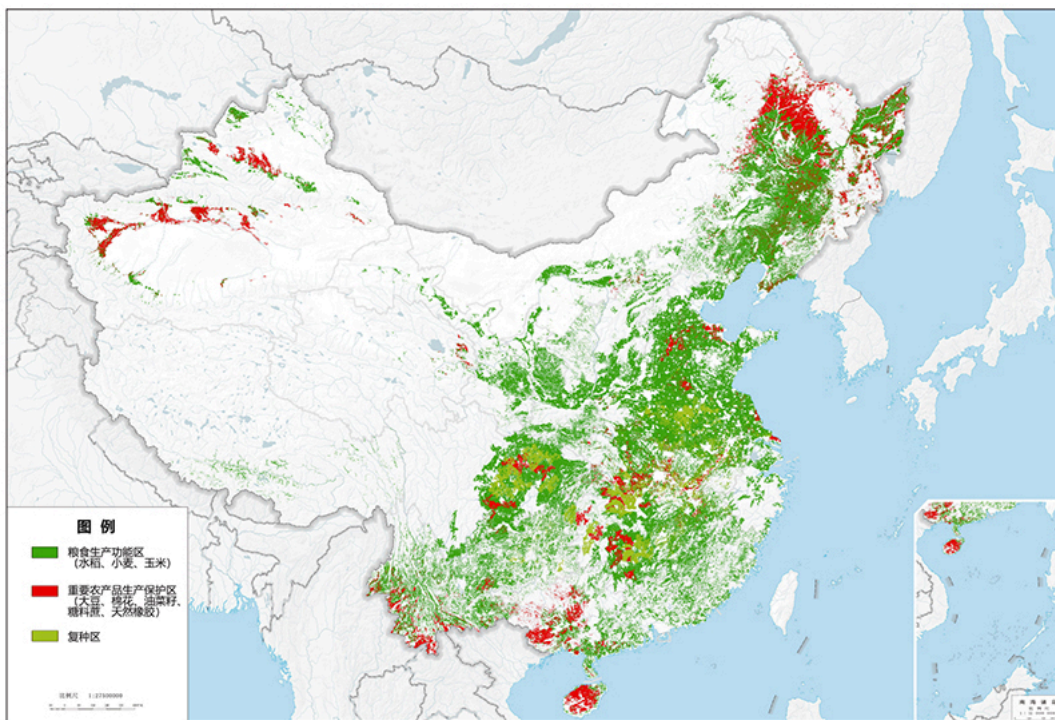 图 例
粮食生产功能区
（水稻、小麦、玉米）
重要农产品生产保护区
（大豆、棉花、油菜籽、
糖料蔗、天然橡胶）
复种区
比例尺 1:27500000